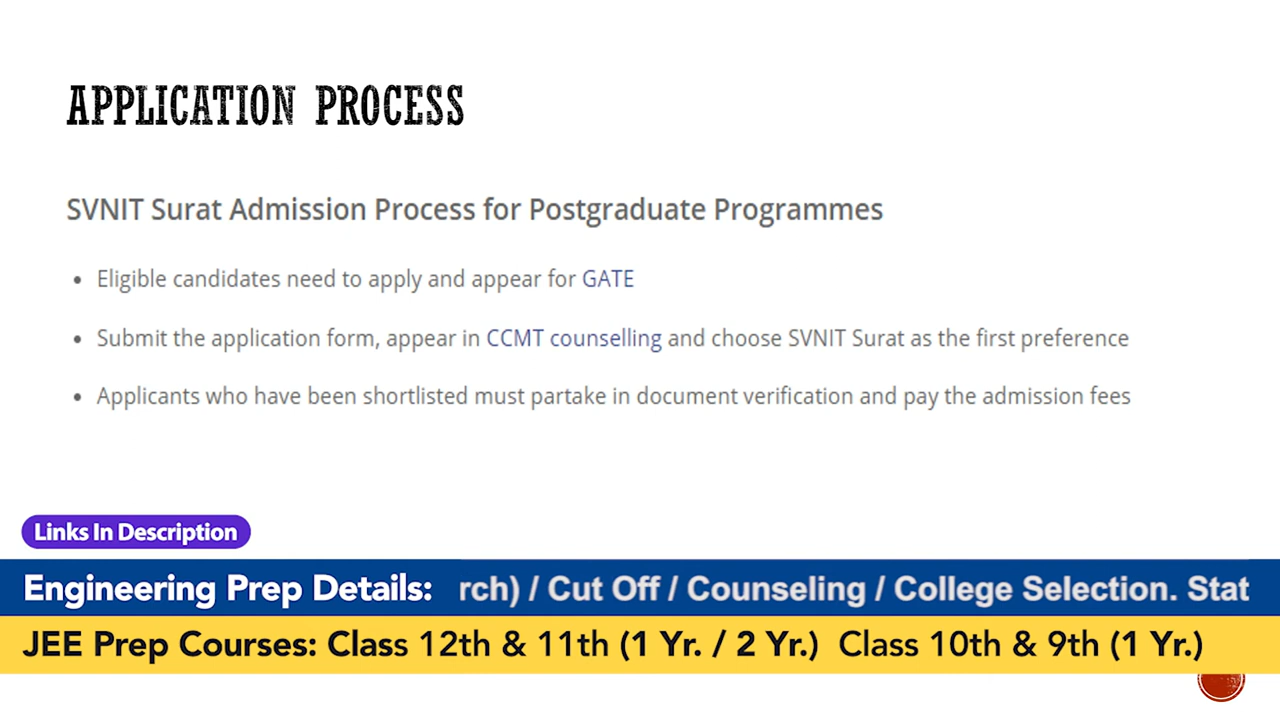 APPLICATION PROCESS
SVNIT Surat Admission Process for Postgraduate Programmes
• Eligible candidates need to apply and appear for GATE
• Submit the application form, appear in CCMT counselling and choose SVNIT Surat as the first preference
• Applicants who have been shortlisted must partake in document verification and pay the admission fees
Links In Description
Engineering Prep Details: rch) / Cut Off / Counseling / College Selection. Stat
JEE Prep Courses: Class 12th & 11th (1 Yr. / 2 Yr.) Class 10th & 9th (1 Yr.)